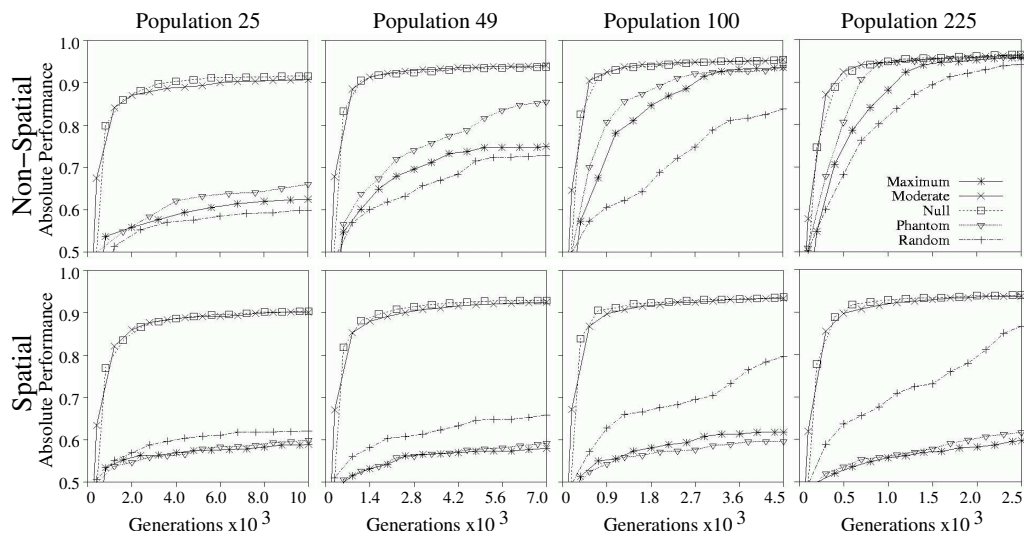 Population 25 Population 49 Population 100 Population 225
Non-Spatial
Absolute Performance
1.0
0.9
0.8
0.7
0.6
0.5
Maximum
Moderate
Null
Phantom
Random
Spatial
Absolute Performance
1.0
0.9
0.8
0.7
0.6
0.5
0 2.0 4.0 6.0 8.0 10.0
0 1.4 2.8 4.2 5.6 7.0
0 0.9 1.8 2.7 3.6 4.5
0 0.5 1.0 1.5 2.0 2.5
Generations x10 3 Generations x10 3 Generations x10 3 Generations x10 3